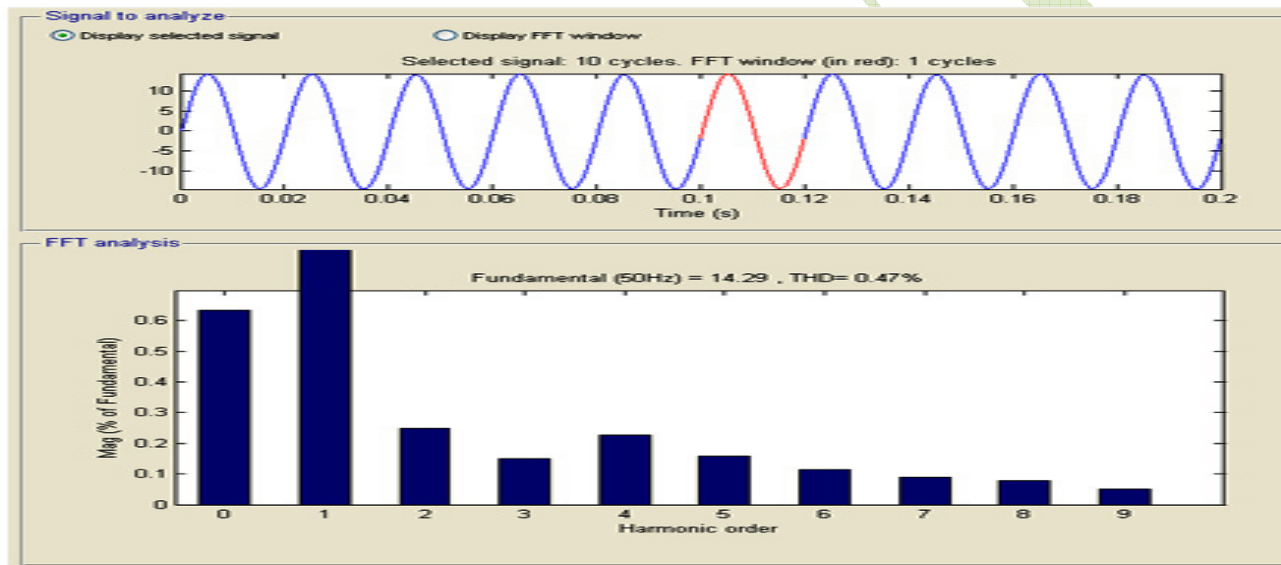 Signal to analyze
Display selected signal Display FFT window
Selected signal: 10 cycles. FFT window (in red): 1 cycles
10
5
0
-5
-10
0 0.02 0.04 0.06 0.08 0.1 0.12 0.14 0.16 0.18 0.2
Time (s)
FFT analysis
Fundamental (50Hz) = 14.29 , THD= 0.47%
Mag (% of Fundamental)
0.6
0.5
0.4
0.3
0.2
0.1
0
0 1 2 3 4 5 6 7 8 9
Harmonic order